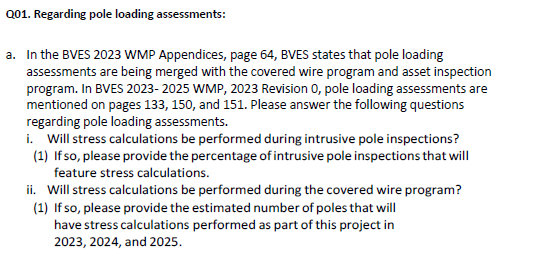 Q01. Regarding pole loading assessments:
a. In the BVES 2023 WMP Appendices, page 64, BVES states that pole loading
assessments are being merged with the covered wire program and asset inspection
program. In BVES 2023- 2025 WMP, 2023 Revision 0, pole loading assessments are
mentioned on pages 133, 150, and 151. Please answer the following questions
regarding pole loading assessments.
i. Will stress calculations be performed during intrusive pole inspections?
(1) If so, please provide the percentage of intrusive pole inspections that will
feature stress calculations.
ii. Will stress calculations be performed during the covered wire program?
(1) If so, please provide the estimated number of poles that will
have stress calculations performed as part of this project in
2023, 2024, and 2025.